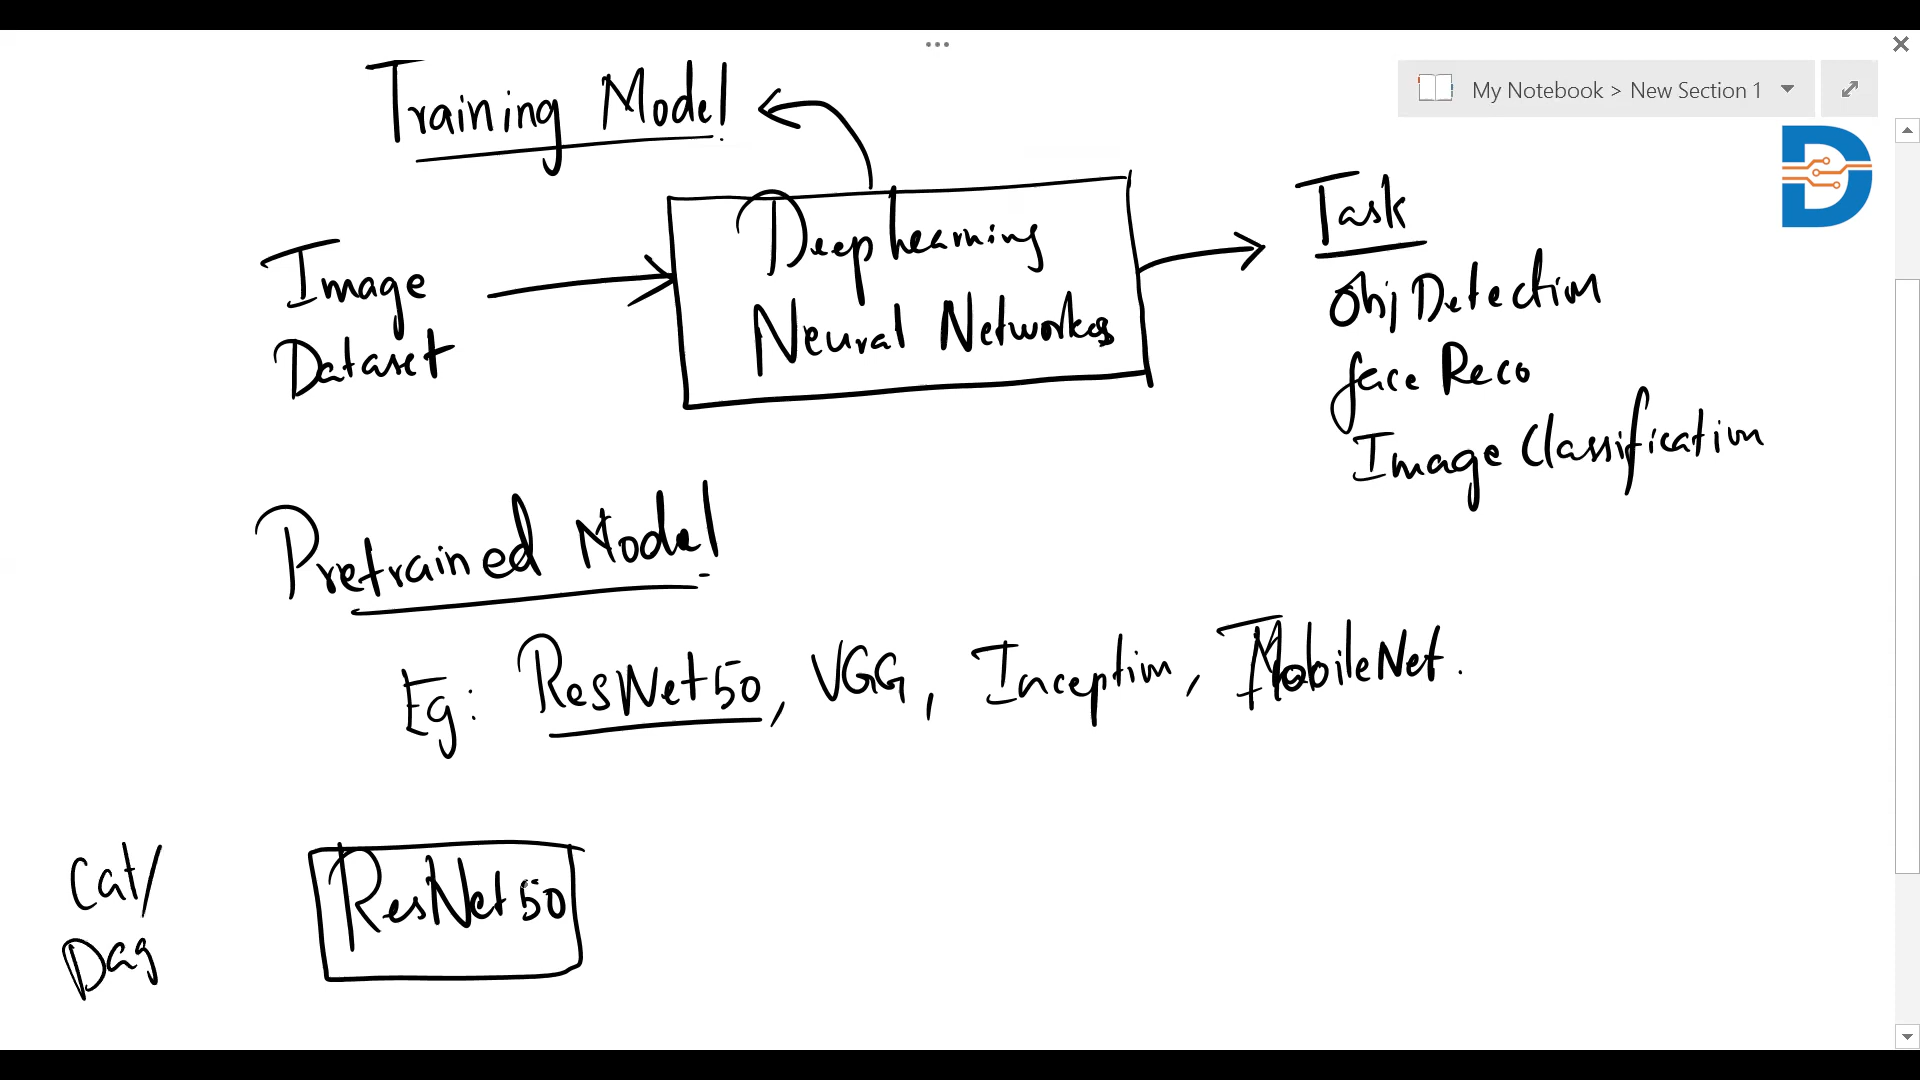 Training Model
My Notebook > New Section 1
Image
Dataset
Deep Learning
Neural Networks
Task
Obj Detection
face Reco
Image Classification
Pretrained Model
Eg: ResNet50, VGG, Inception, MobileNet.
Cat/
Dog
ResNet50